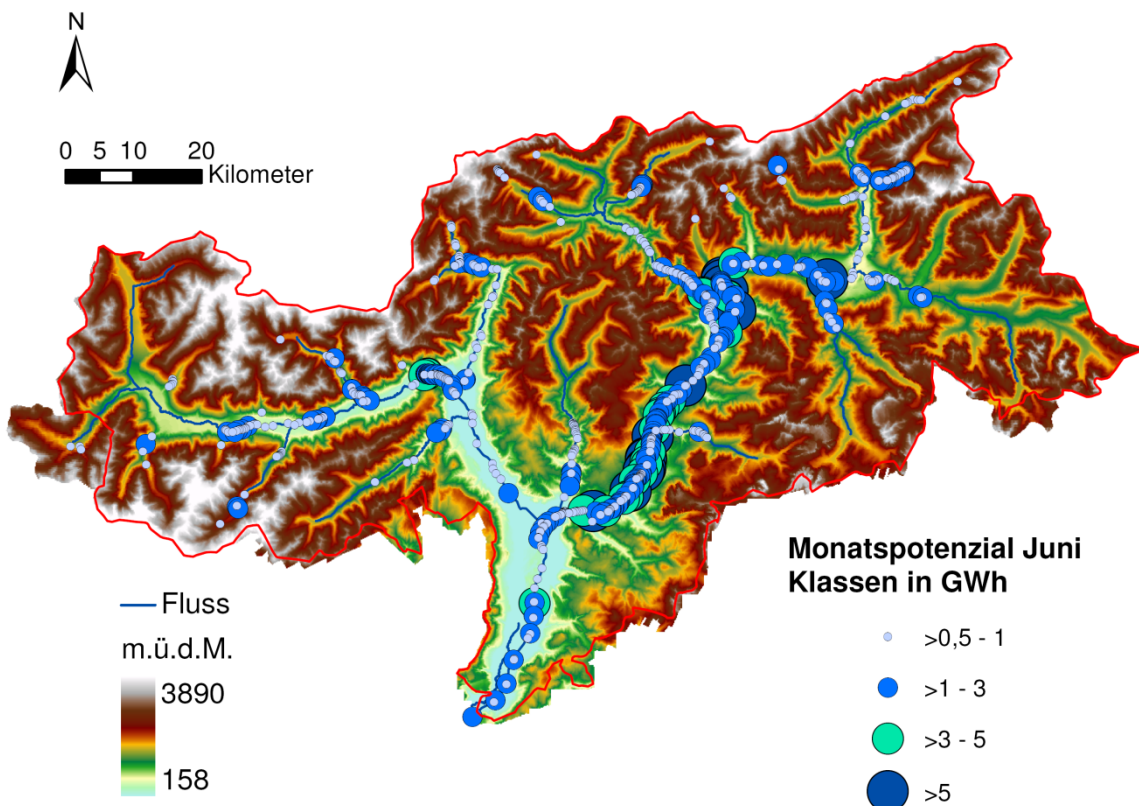 N
0 5 10 20
Kilometer
Fluss
m.ü.d.M.
3890
158
Monatspotenzial Juni
Klassen in GWh
>0,5 - 1
>1 - 3
>3 - 5
>5